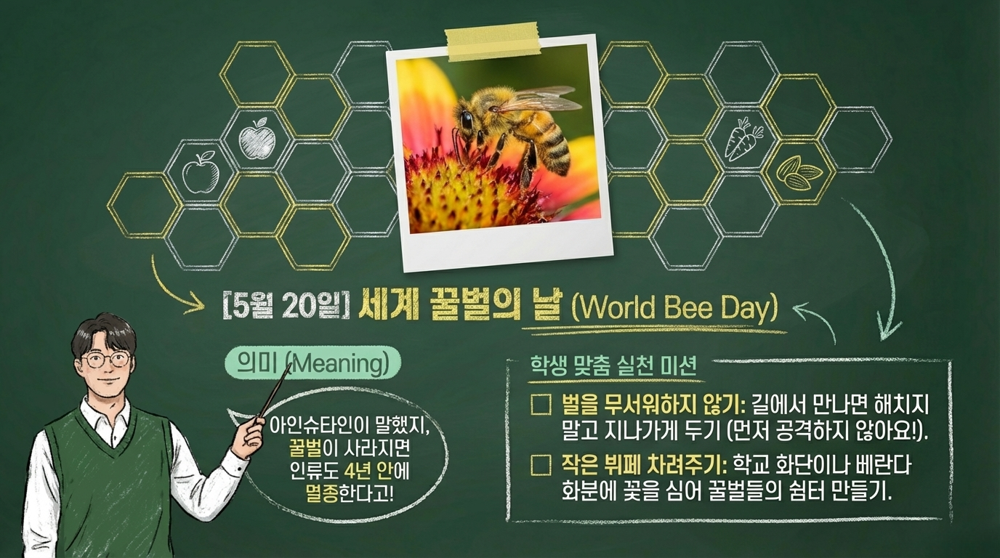 [5월 20일] 세계 꿀벌의 날 (World Bee Day)
의미 (Meaning)
아인슈타인이 말했지,
꿀벌이 사라지면
인류도 4년 안에
멸종한다고!
학생 맞춤 실천 미션
벌을 무서워하지 않기: 길에서 만나면 해치지
말고 지나가게 두기 (먼저 공격하지 않아요!).
작은 뷔페 차려주기: 학교 화단이나 베란다
화분에 꽃을 심어 꿀벌들의 쉼터 만들기.